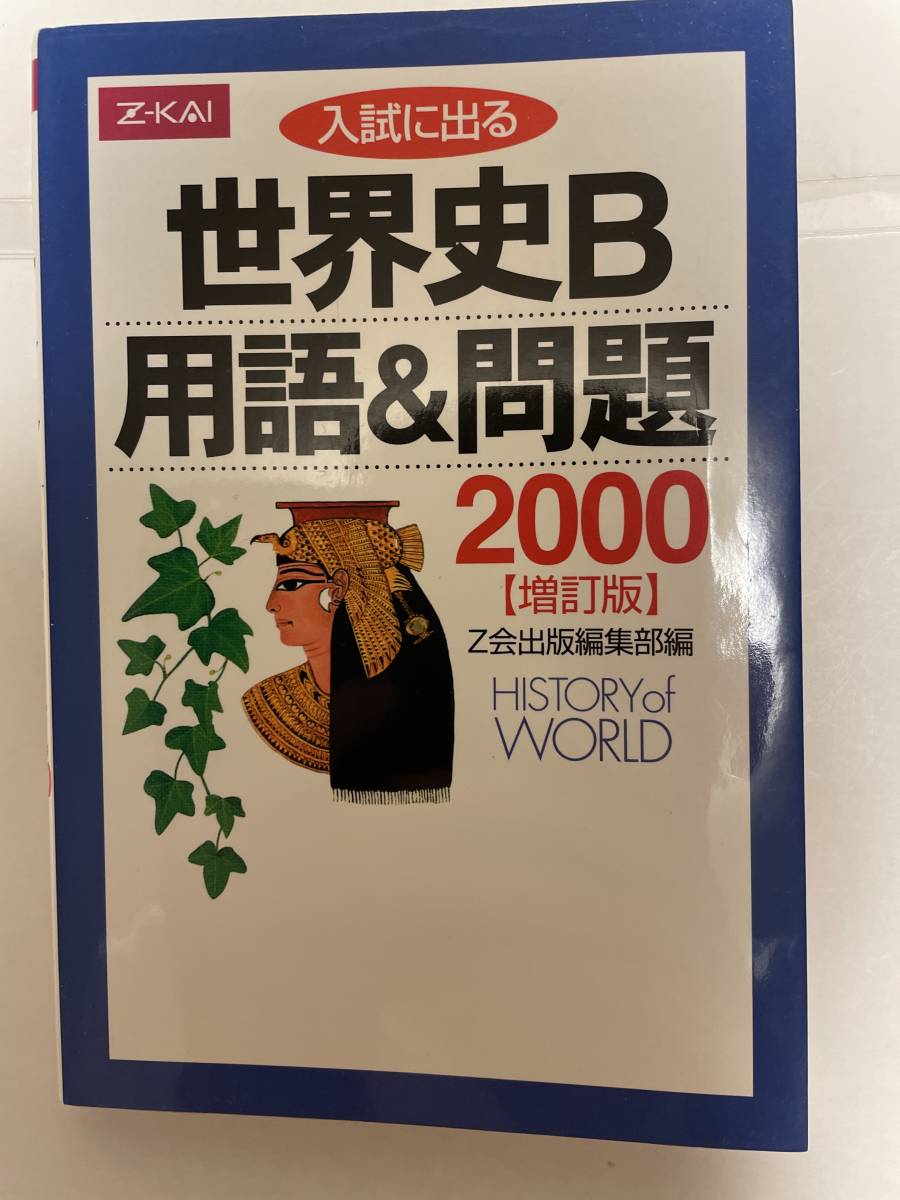 Z-KAI
入試に出る
世界史B
用語&問題
2000
【増訂版】
Z会出版編集部編
HISTORY of
WORLD